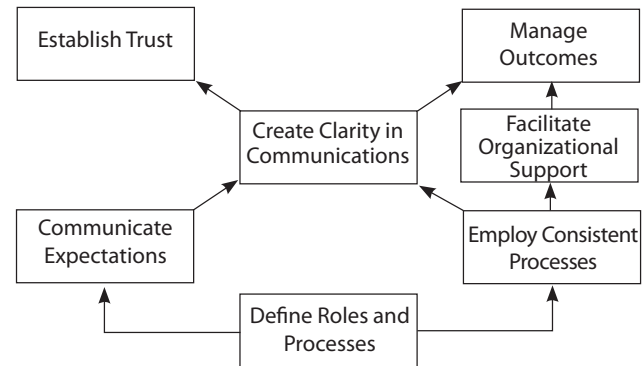 Establish Trust
Manage
Outcomes
Create Clarity in
Communications
Facilitate
Organizational
Support
Communicate
Expectations
Employ Consistent
Processes
Define Roles and
Processes